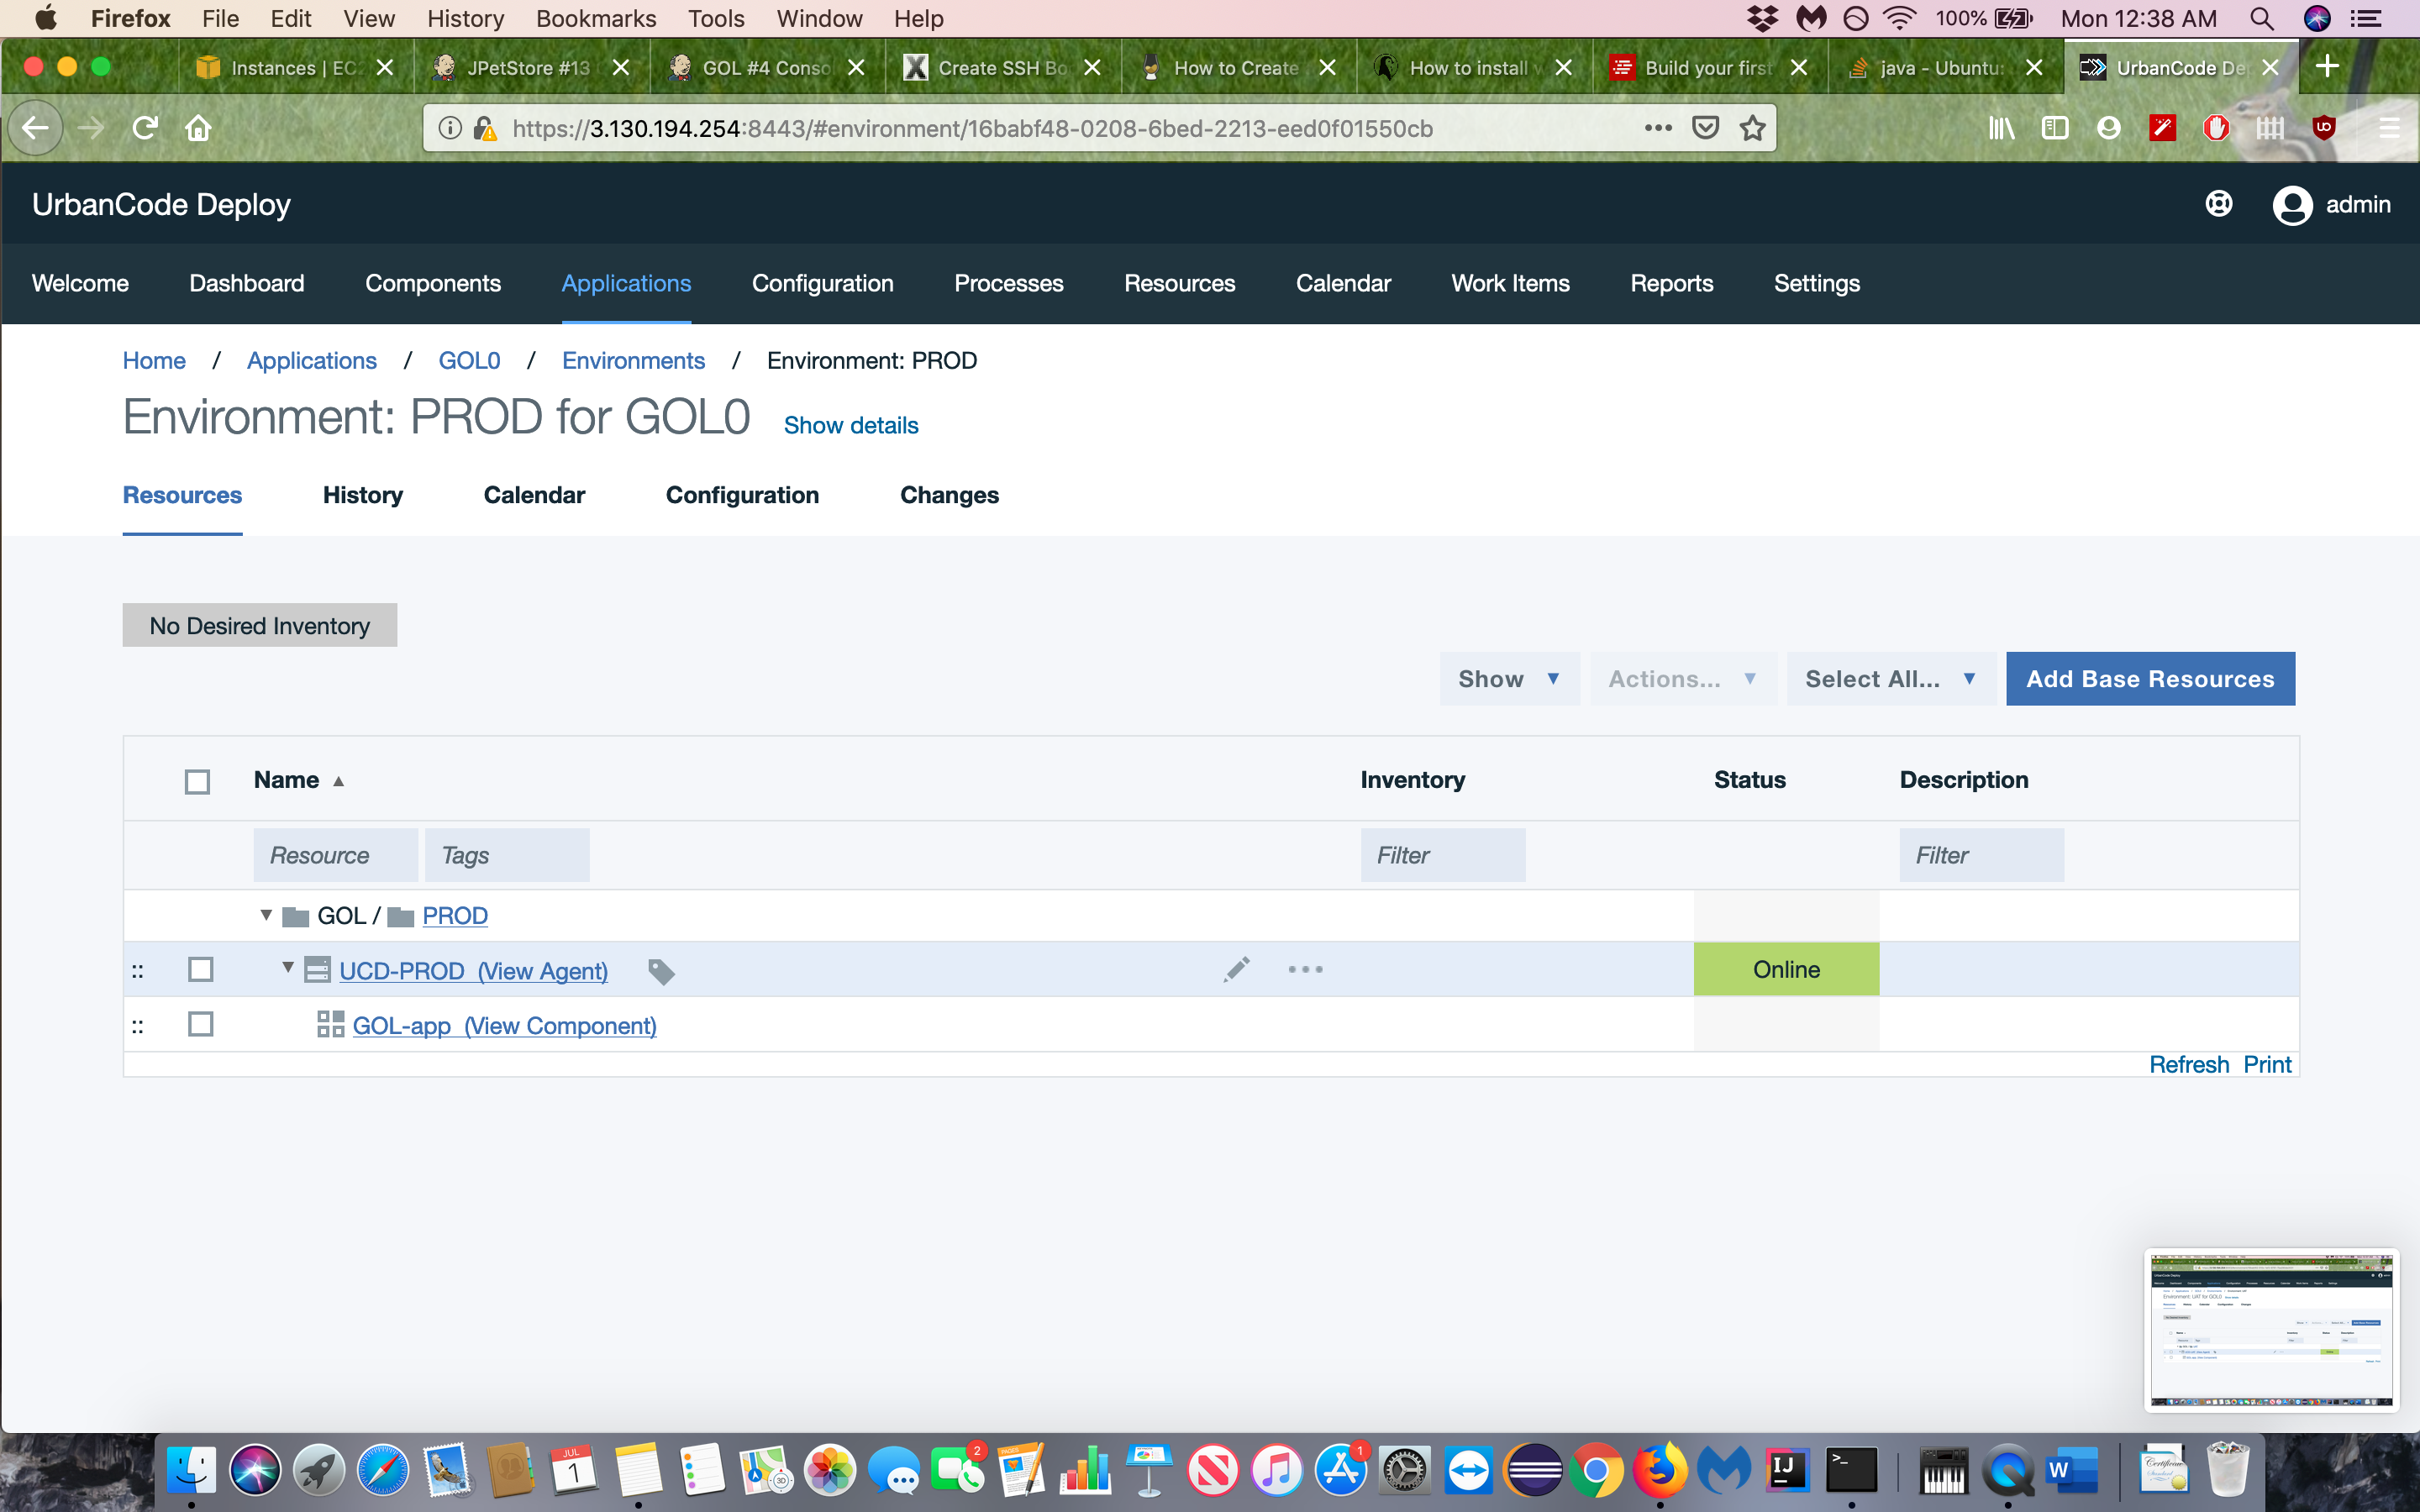 Firefox File Edit View History Bookmarks Tools Window Help 100% Mon 12:38 AM
Instances | EC2 JPetStore #13 GOL #4 Conso Create SSH Bo How to Create How to install v Build your first java - Ubuntu: UrbanCode De
https://3.130.194.254:8443/#environment/16babf48-0208-6bed-2213-eed0f01550cb
UrbanCode Deploy admin
Welcome Dashboard Components Applications Configuration Processes Resources Calendar Work Items Reports Settings
Home / Applications / GOL0 / Environments / Environment: PROD
Environment: PROD for GOL0 Show details
Resources History Calendar Configuration Changes
No Desired Inventory
Show Actions... Select All... Add Base Resources
Name Inventory Status Description
Resource Tags Filter Filter
GOL / PROD
UCD-PROD (View Agent) Online
GOL-app (View Component)
Refresh Print
2 1
JUL
1
PAGES
3D
IJ
>_
W